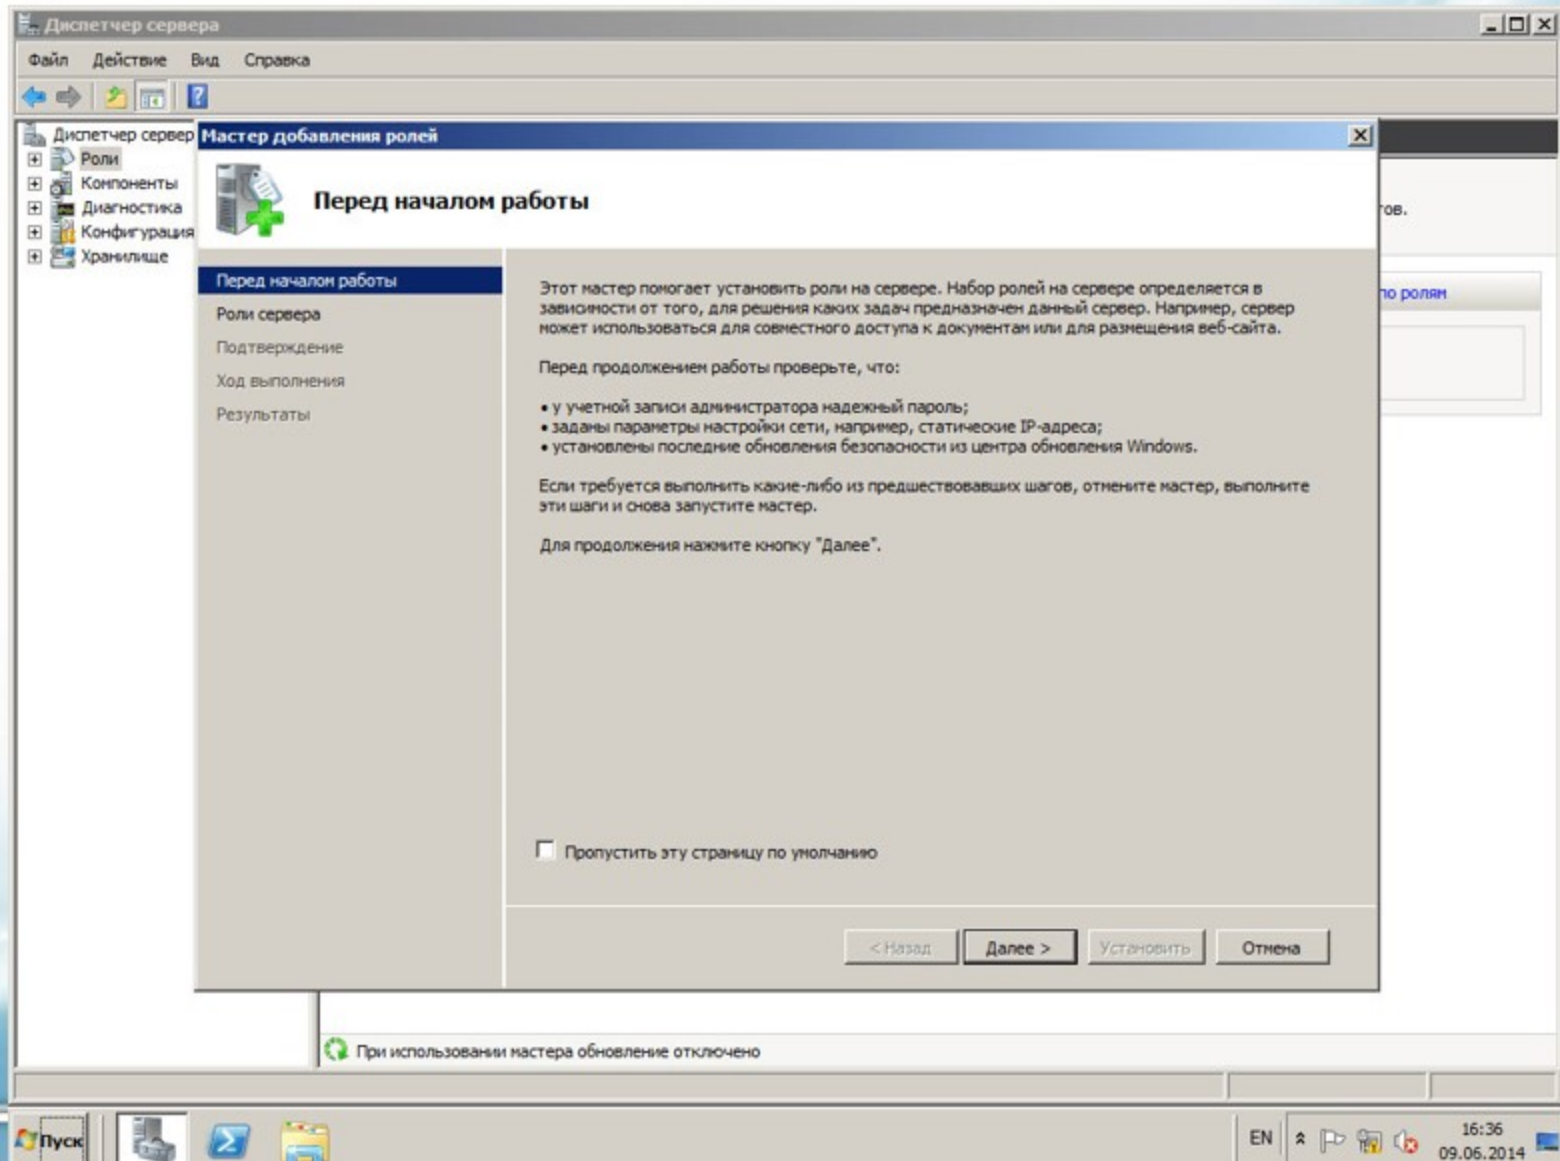 Диспетчер сервера
Файл Действие Вид Справка
Диспетчер сервер
Роли
Компоненты
Диагностика
Конфигурация
Хранилище
Мастер добавления ролей
Перед началом работы
Перед началом работы
Роли сервера
Подтверждение
Ход выполнения
Результаты
Этот мастер помогает установить роли на сервере. Набор ролей на сервере определяется в
зависимости от того, для решения каких задач предназначен данный сервер. Например, сервер
может использоваться для совместного доступа к документам или для размещения веб-сайта.
Перед продолжением работы проверьте, что:
• у учетной записи администратора надежный пароль;
• заданы параметры настройки сети, например, статические IP-адреса;
• установлены последние обновления безопасности из центра обновления Windows.
Если требуется выполнить какие-либо из предшествовавших шагов, отмените мастер, выполните
эти шаги и снова запустите мастер.
Для продолжения нажмите кнопку "Далее".
Пропустить эту страницу по умолчанию
< Назад Далее > Установить Отмена
тов.
по ролям
При использовании мастера обновление отключено
Пуск
EN
16:36
09.06.2014